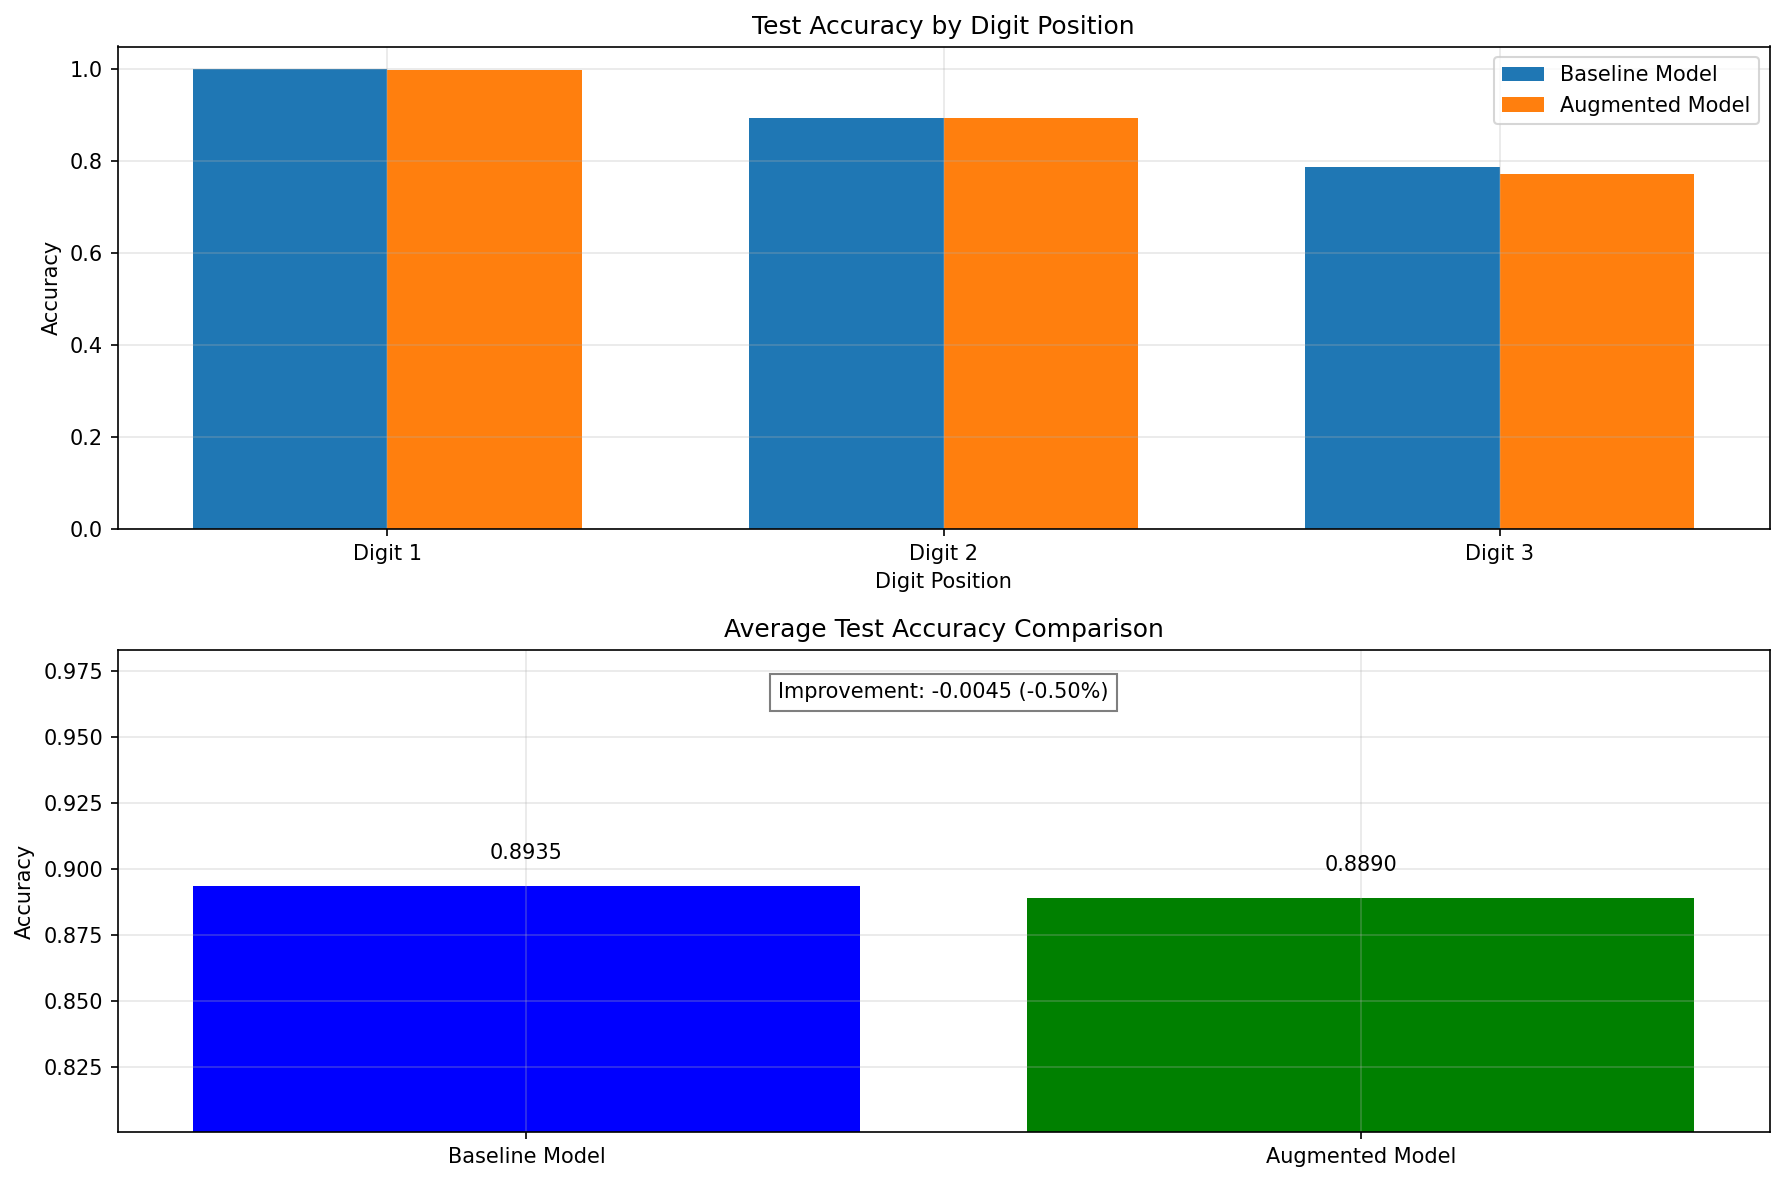 Test Accuracy by Digit Position
Baseline Model
Augmented Model
Accuracy
1.0
0.8
0.6
0.4
0.2
0.0
Digit 1 Digit 2 Digit 3
Digit Position
Average Test Accuracy Comparison
Improvement: -0.0045 (-0.50%)
Accuracy
0.975
0.950
0.925
0.900
0.875
0.850
0.825
0.8935
0.8890
Baseline Model Augmented Model